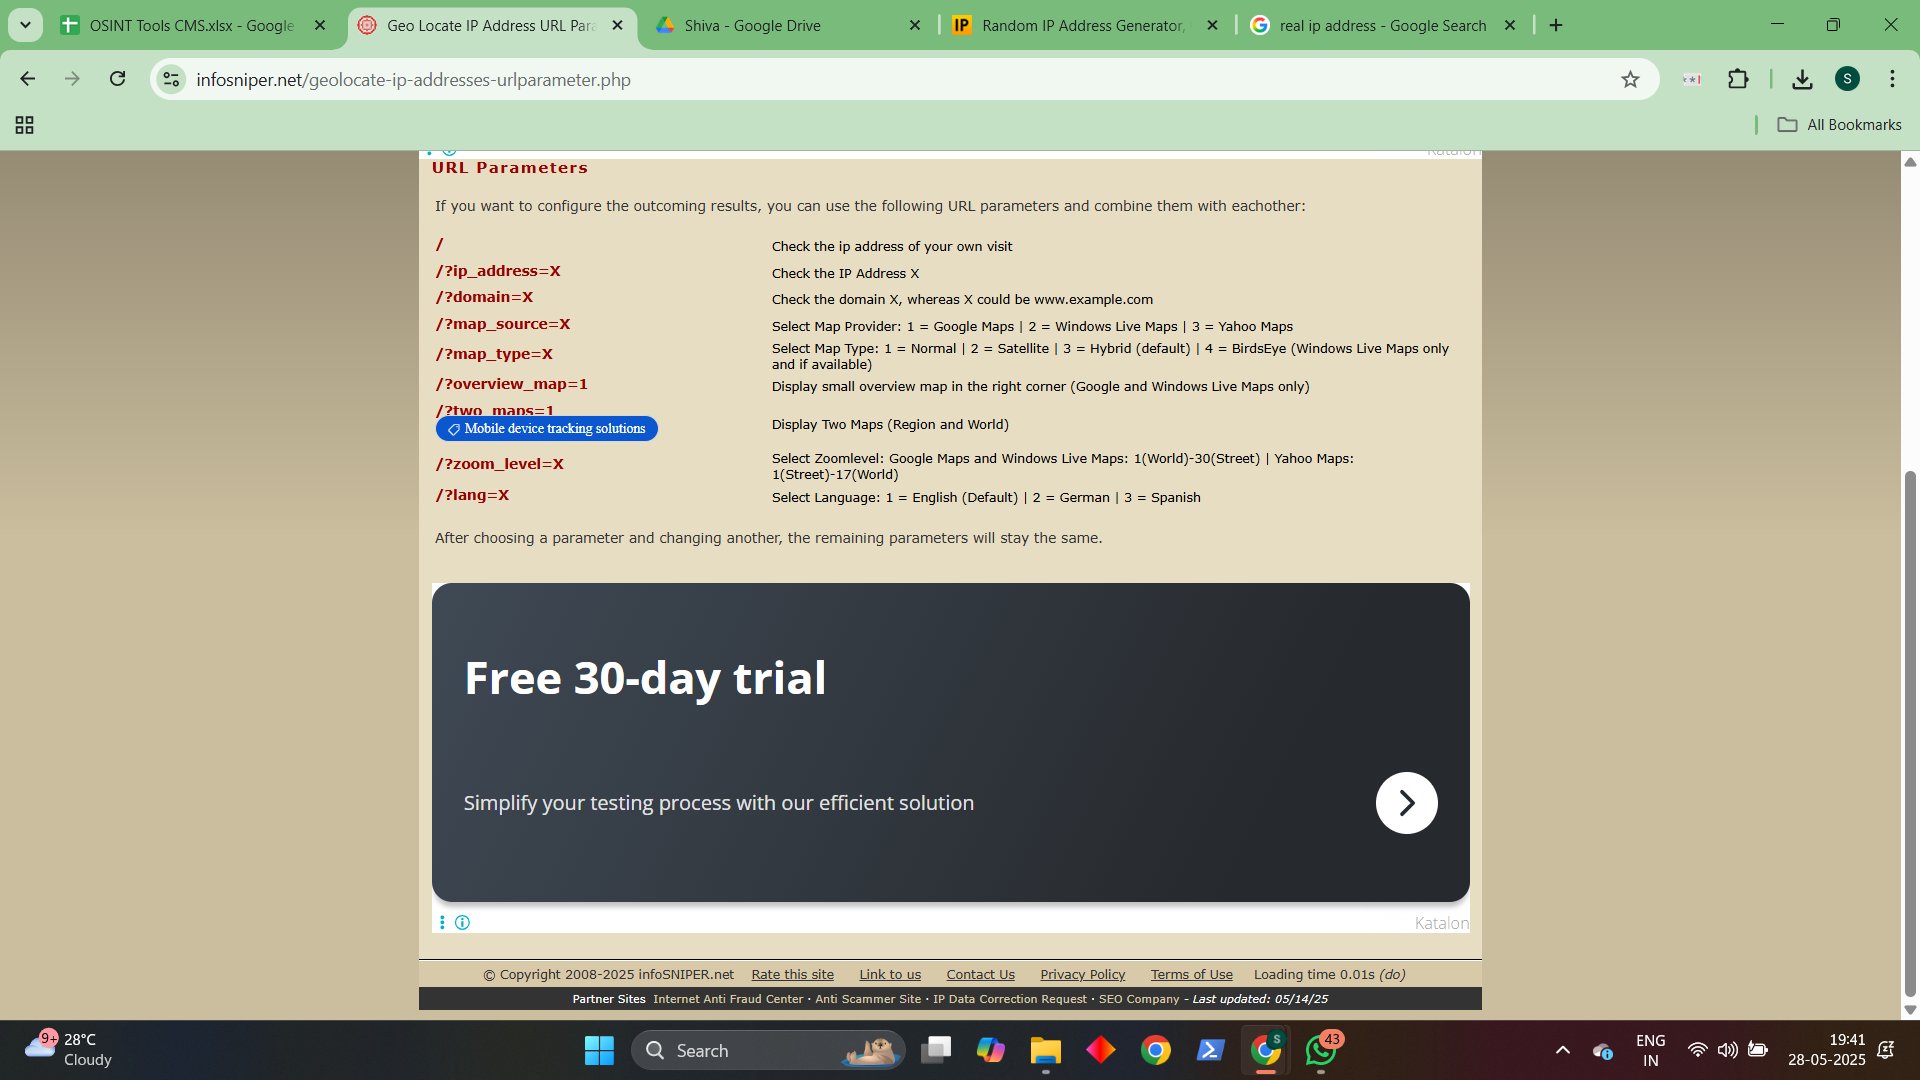 OSINT Tools CMS.xlsx - Google
Geo Locate IP Address URL Para
Shiva - Google Drive
IP
Random IP Address Generator,
real ip address - Google Search
infosniper.net/geolocate-ip-addresses-urlparameter.php
S
All Bookmarks
Katalon
URL Parameters
If you want to configure the outcoming results, you can use the following URL parameters and combine them with eachother:
/ Check the ip address of your own visit
/?ip_address=X Check the IP Address X
/?domain=X Check the domain X, whereas X could be www.example.com
/?map_source=X Select Map Provider: 1 = Google Maps | 2 = Windows Live Maps | 3 = Yahoo Maps
/?map_type=X Select Map Type: 1 = Normal | 2 = Satellite | 3 = Hybrid (default) | 4 = BirdsEye (Windows Live Maps only
and if available)
/?overview_map=1 Display small overview map in the right corner (Google and Windows Live Maps only)
/?two_maps=1 Display Two Maps (Region and World)
Mobile device tracking solutions
/?zoom_level=X Select Zoomlevel: Google Maps and Windows Live Maps: 1(World)-30(Street) | Yahoo Maps:
1(Street)-17(World)
/?lang=X Select Language: 1 = English (Default) | 2 = German | 3 = Spanish
After choosing a parameter and changing another, the remaining parameters will stay the same.
Free 30-day trial
Simplify your testing process with our efficient solution
Katalon
© Copyright 2008-2025 infoSNIPER.net Rate this site Link to us Contact Us Privacy Policy Terms of Use Loading time 0.01s (do)
Partner Sites Internet Anti Fraud Center · Anti Scammer Site · IP Data Correction Request · SEO Company - Last updated: 05/14/25
9+
28°C
Cloudy
Search
S
43
ENG
IN
19:41
28-05-2025